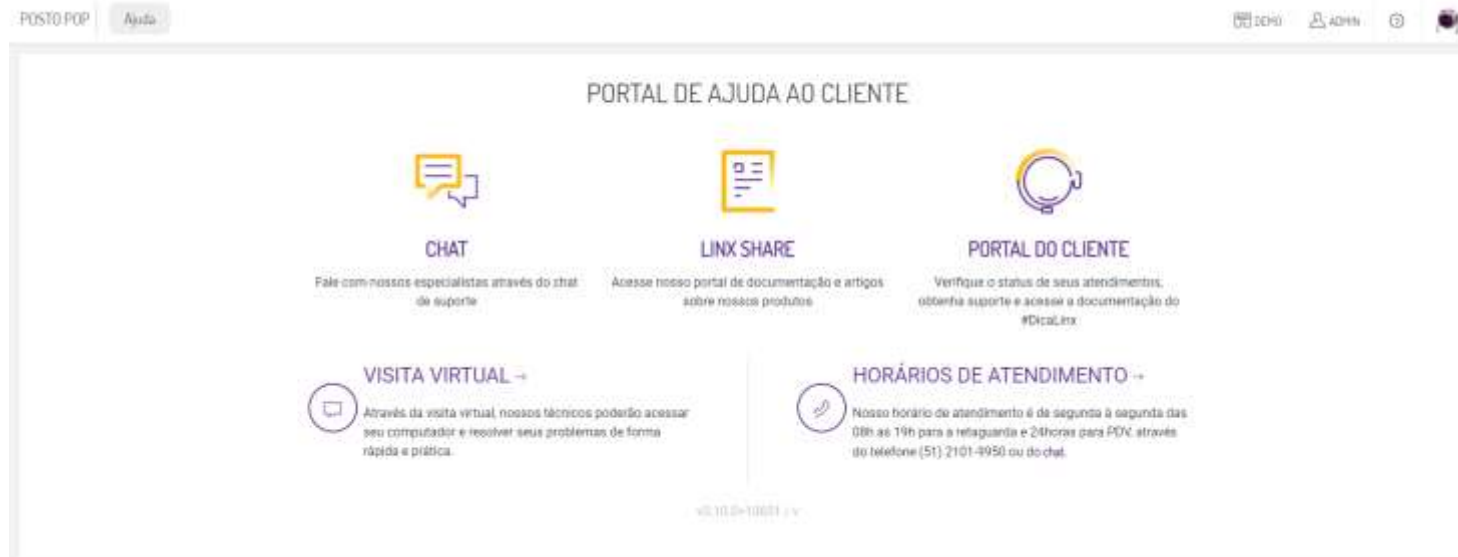 POSTO POP
Ajuda
DEMO
ADMIN
PORTAL DE AJUDA AO CLIENTE
CHAT
Fale com nossos especialistas através do chat
de suporte
LINX SHARE
Acesse nosso portal de documentação e artigos
sobre nossos produtos
PORTAL DO CLIENTE
Verifique o status de seus atendimentos,
obtenha suporte e acesse a documentação do
#DicaLinx
VISITA VIRTUAL→
Através da visita virtual, nossos técnicos poderão acessar
seu computador e resolver seus problemas de forma
rápida e prática.
HORÁRIOS DE ATENDIMENTO→
Nosso horário de atendimento é de segunda à segunda das
08h as 19h para a retaguarda e 24horas para PDV, através
do telefone (51) 2101-9950 ou do chat.